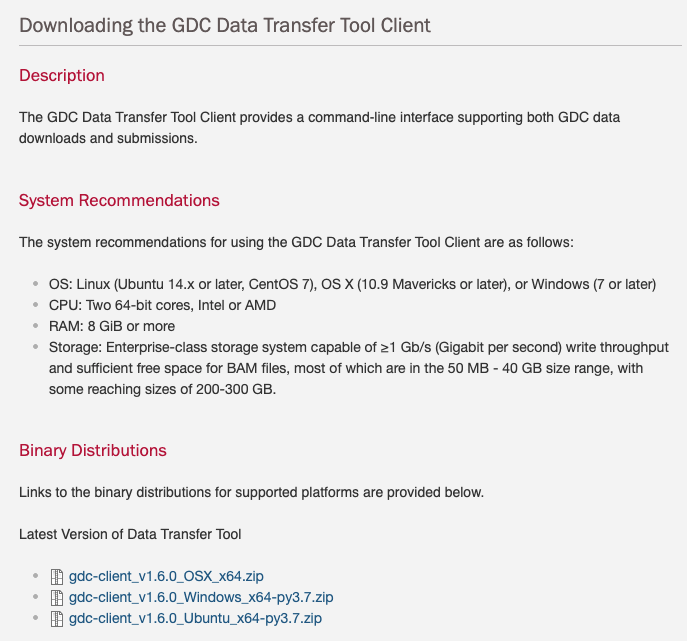 Downloading the GDC Data Transfer Tool Client
Description
The GDC Data Transfer Tool Client provides a command-line interface supporting both GDC data
downloads and submissions.
System Recommendations
The system recommendations for using the GDC Data Transfer Tool Client are as follows:
OS: Linux (Ubuntu 14.x or later, CentOS 7), OS X (10.9 Mavericks or later), or Windows (7 or later)
CPU: Two 64-bit cores, Intel or AMD
RAM: 8 GiB or more
Storage: Enterprise-class storage system capable of ≥1 Gb/s (Gigabit per second) write throughput
and sufficient free space for BAM files, most of which are in the 50 MB - 40 GB size range, with
some reaching sizes of 200-300 GB.
Binary Distributions
Links to the binary distributions for supported platforms are provided below.
Latest Version of Data Transfer Tool
gdc-client_v1.6.0_OSX_x64.zip
gdc-client_v1.6.0_Windows_x64-py3.7.zip
gdc-client_v1.6.0_Ubuntu_x64-py3.7.zip